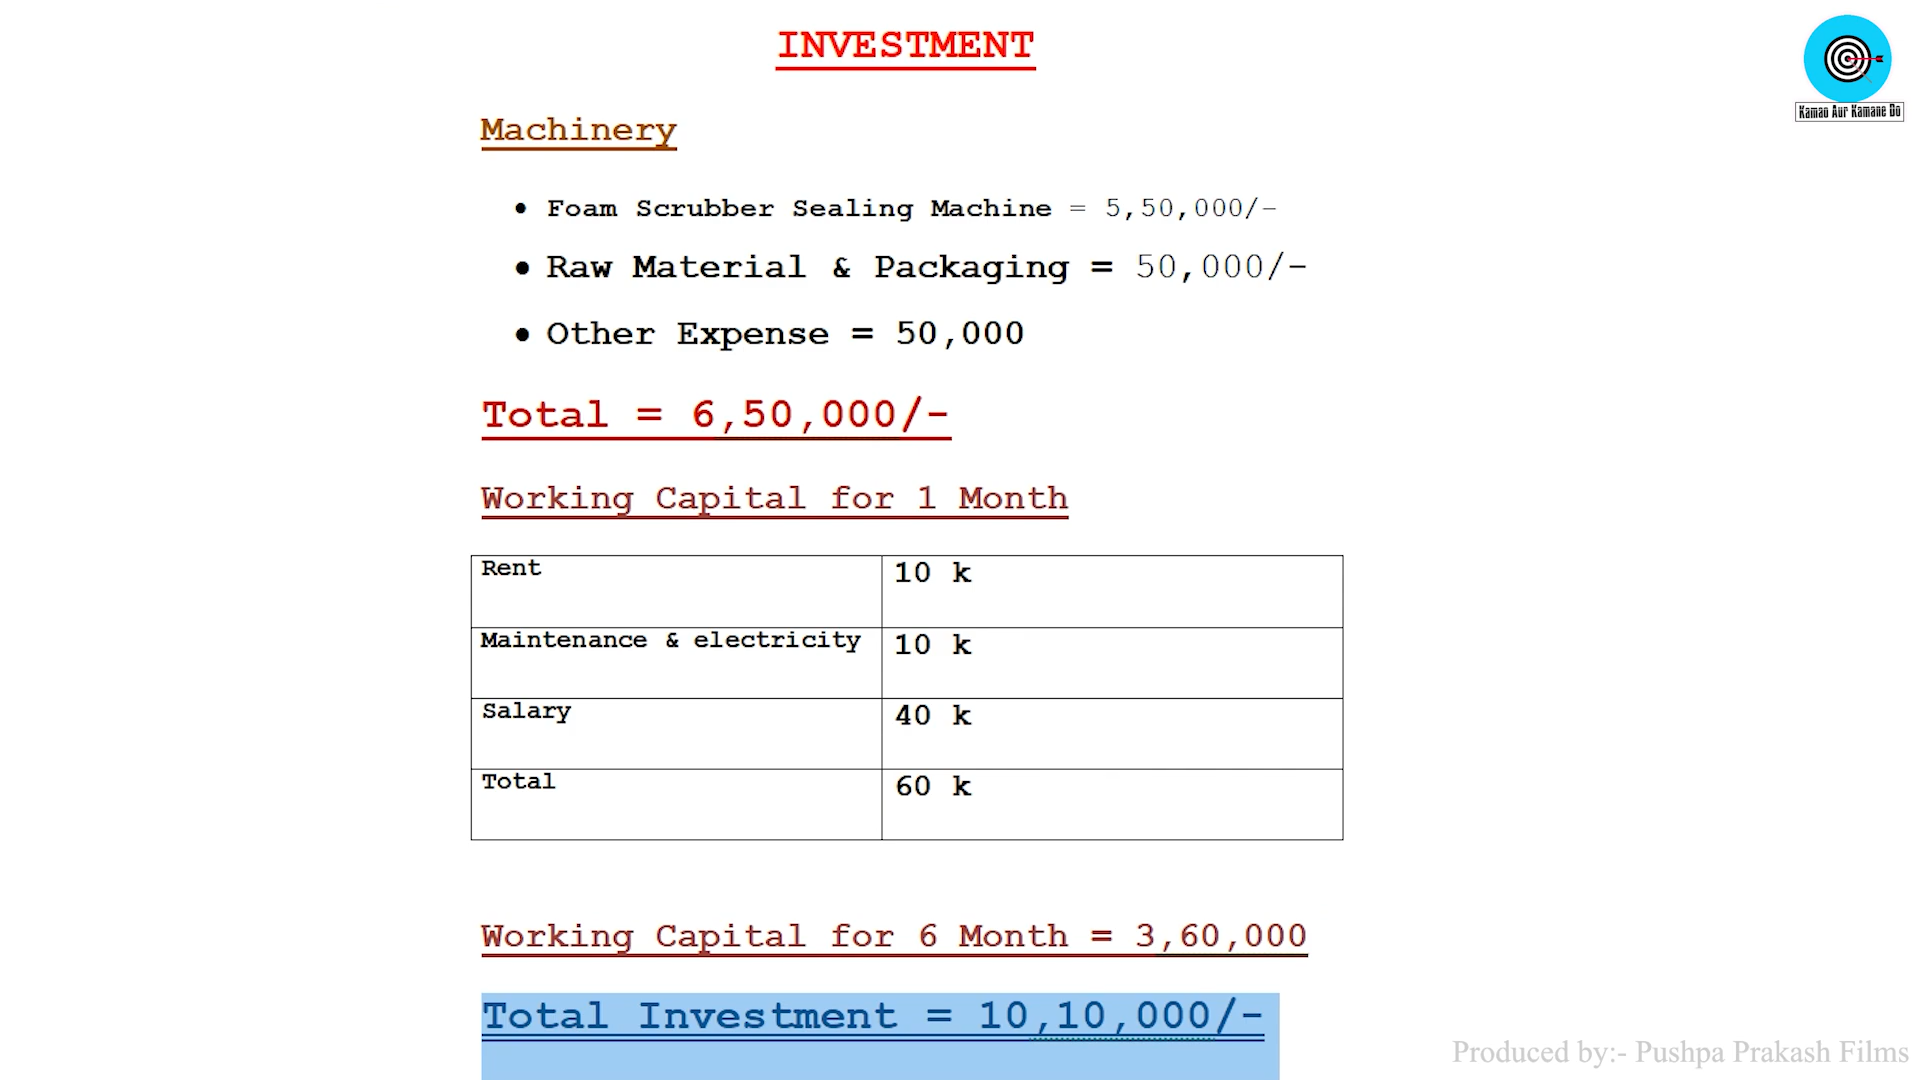 INVESTMENT
Kamao Aur Kamane Do
Machinery
• Foam Scrubber Sealing Machine = 5,50,000/-
• Raw Material & Packaging = 50,000/-
• Other Expense = 50,000
Total = 6,50,000/-
Working Capital for 1 Month
Rent 10 k
Maintenance & electricity 10 k
Salary 40 k
Total 60 k
Working Capital for 6 Month = 3,60,000
Total Investment = 10,10,000/-
Produced by:- Pushpa Prakash Films